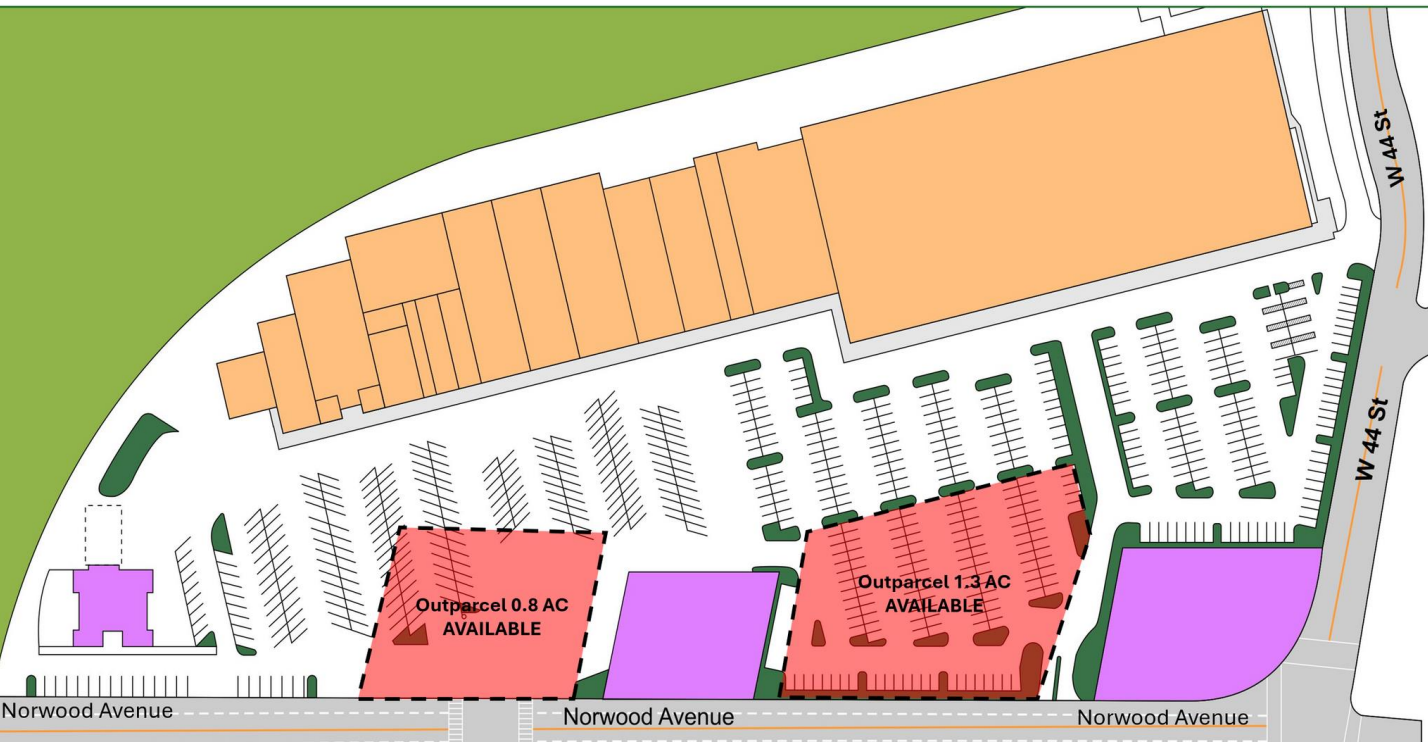 W 44 St
W 44 St
Outparcel 0.8 AC
AVAILABLE
Outparcel 1.3 AC
AVAILABLE
Norwood Avenue
Norwood Avenue
Norwood Avenue